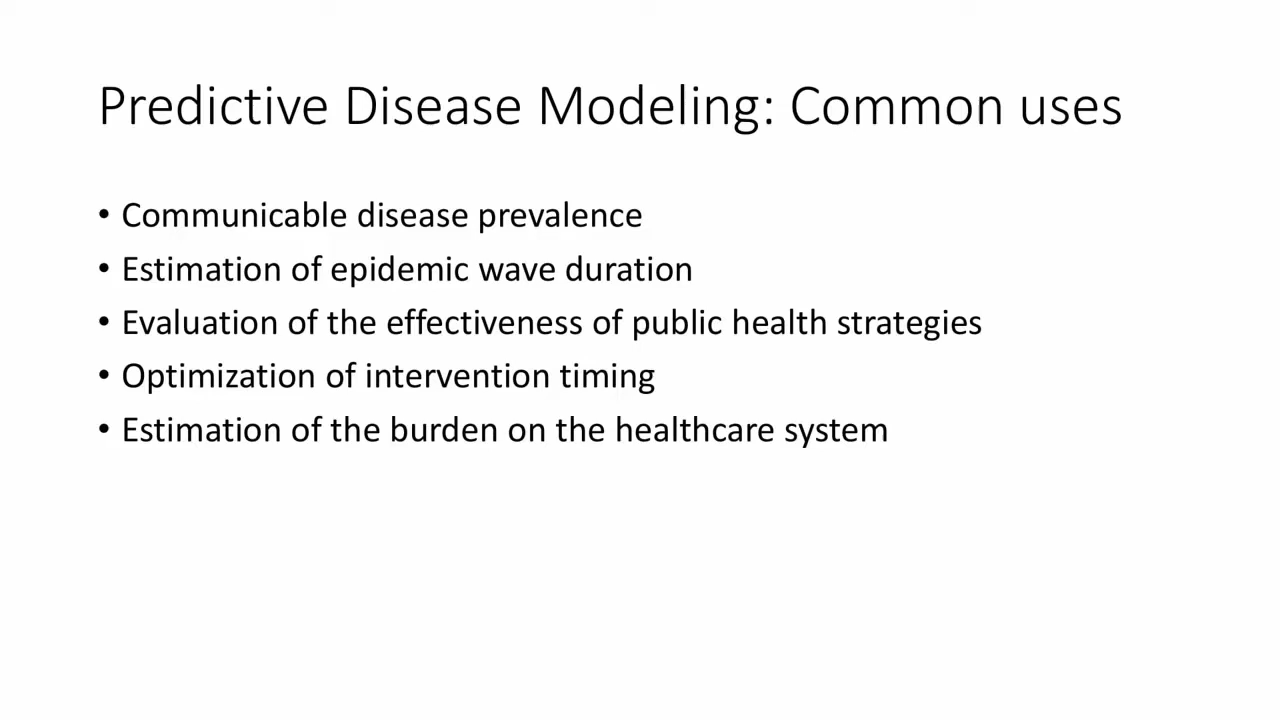 Predictive Disease Modeling: Common uses
• Communicable disease prevalence
• Estimation of epidemic wave duration
• Evaluation of the effectiveness of public health strategies
• Optimization of intervention timing
• Estimation of the burden on the healthcare system